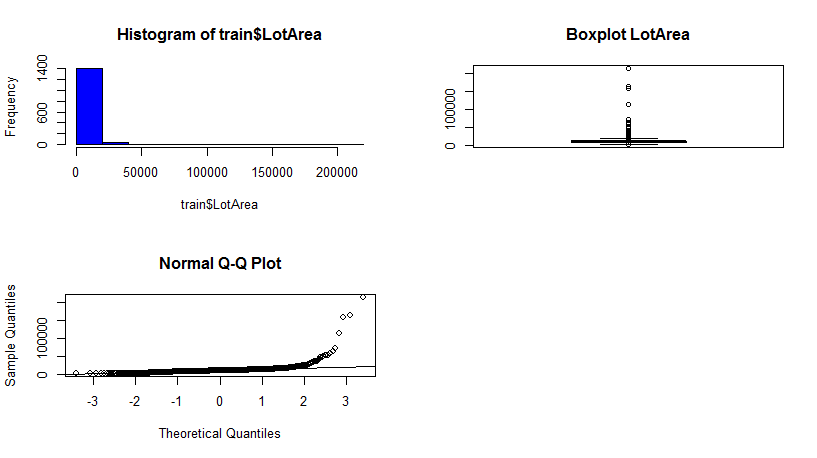 Histogram of train$LotArea
Frequency
0 600 1400
0 50000 100000 150000 200000
train$LotArea
Boxplot LotArea
0 100000
Normal Q-Q Plot
Sample Quantiles
0 100000
-3 -2 -1 0 1 2 3
Theoretical Quantiles